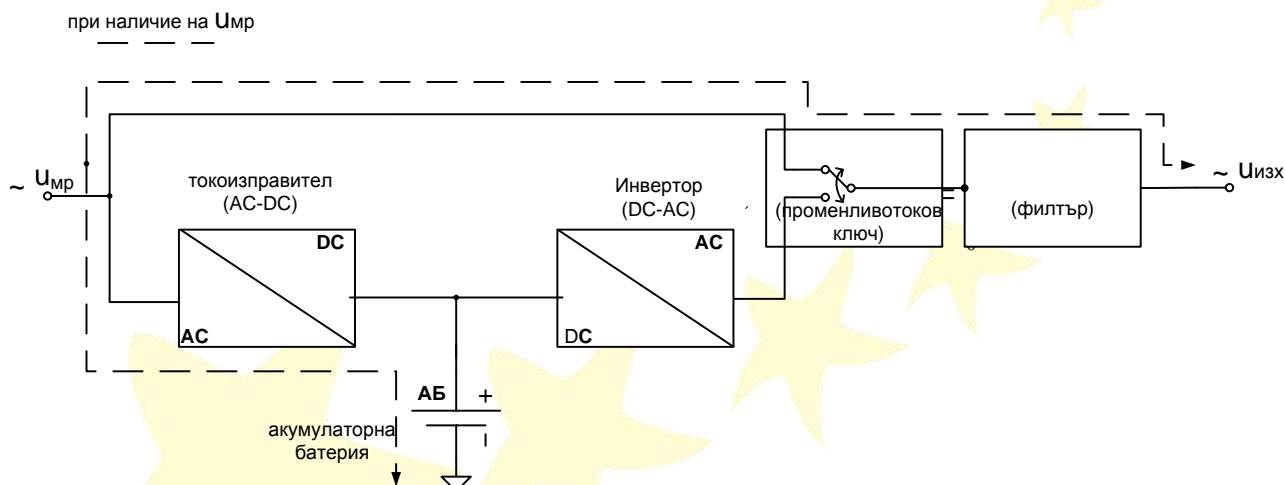 при наличие на Uмр
~ Uмр
токоизправител
(AC-DC)
DC
AC
Инвертор
(DC-AC)
AC
DC
(променливотоков
ключ)
(филтър)
~ Uизх
АБ
+
акумулаторна
батерия